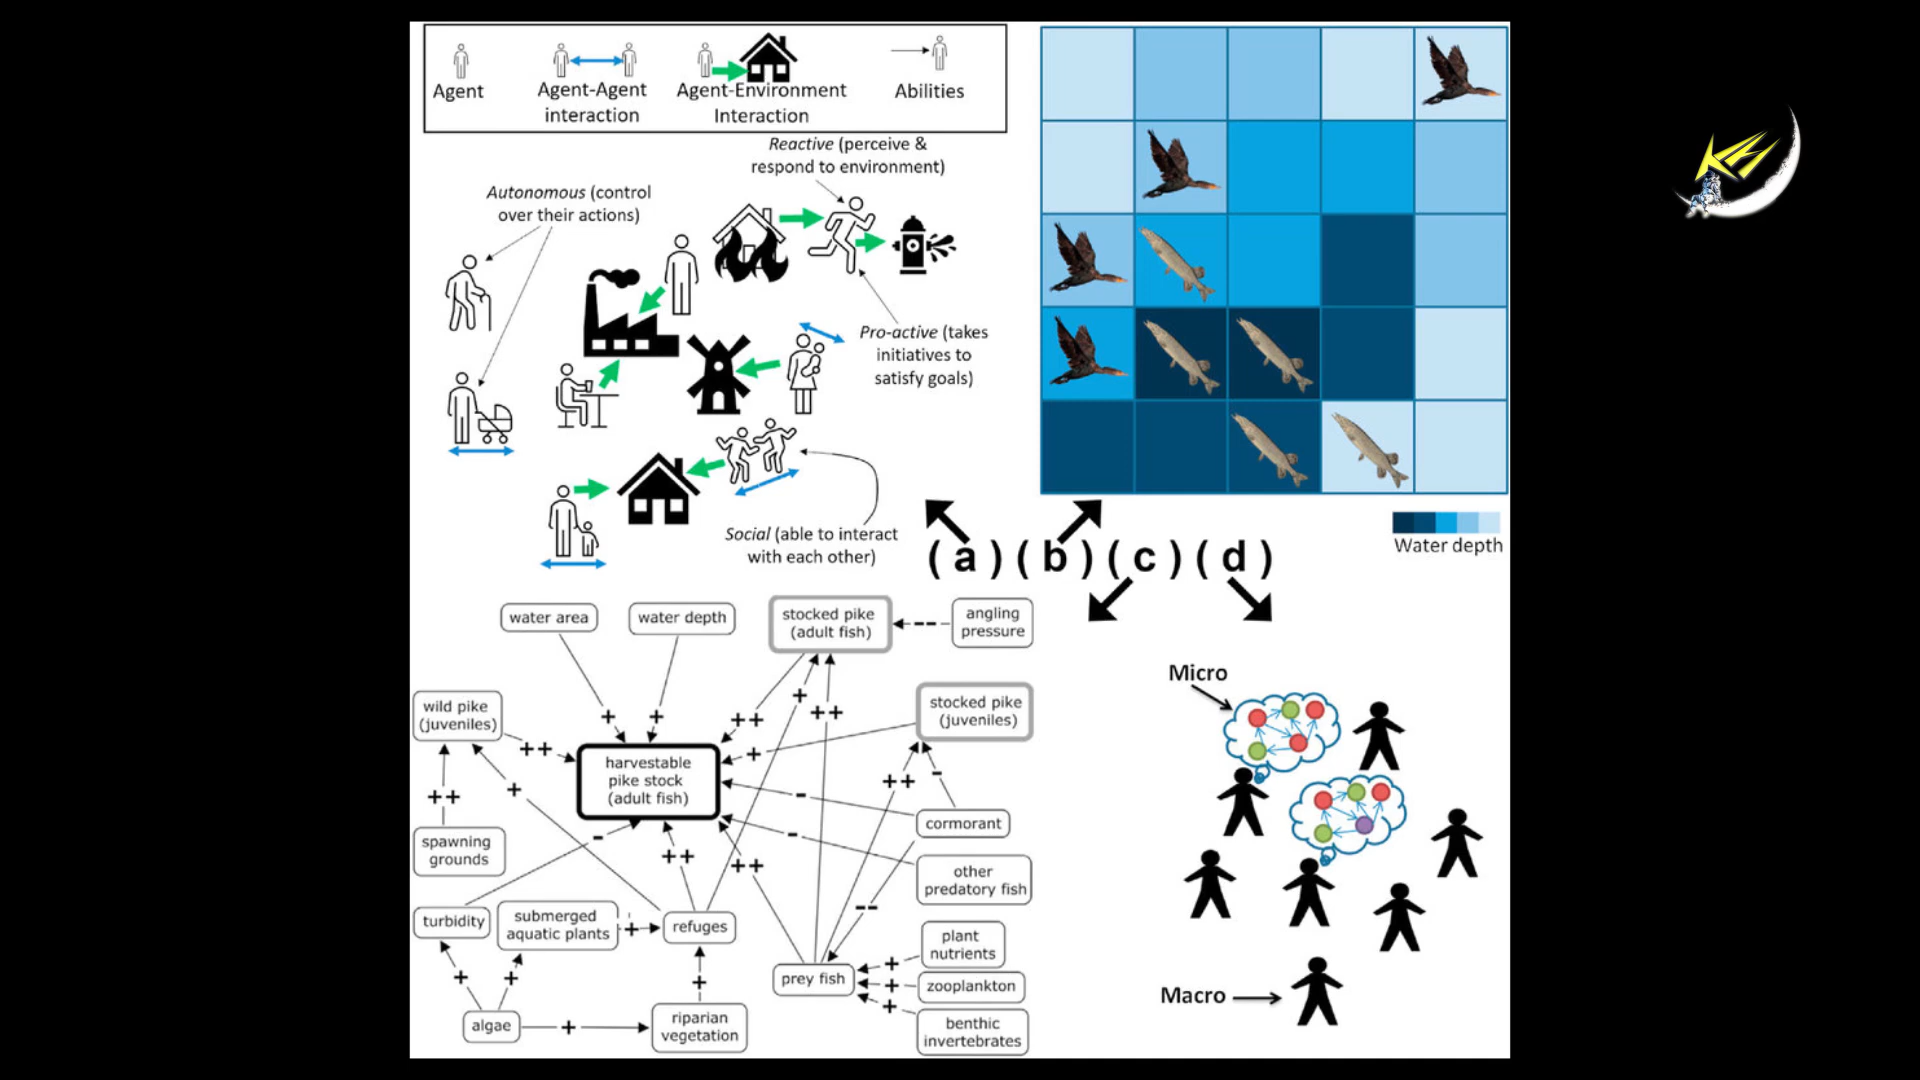 Agent
Agent-Agent
interaction
Agent-Environment
Interaction
Abilities
Reactive (perceive &
respond to environment)
Autonomous (control
over their actions)
Pro-active (takes
initiatives to
satisfy goals)
Social (able to interact
with each other)
Water depth
(a)(b)(c)(d)
water area
water depth
stocked pike
(adult fish)
angling
pressure
wild pike
(juveniles)
stocked pike
(juveniles)
harvestable
pike stock
(adult fish)
spawning
grounds
cormorant
other
predatory fish
turbidity
submerged
aquatic plants
refuges
plant
nutrients
prey fish
zooplankton
algae
riparian
vegetation
benthic
invertebrates
+
+
++
+
++
++
+
++
+
-
++
-
-
-
++
++
--
--
+
+
+
+
+
+
+
+
Micro
Macro
KFM